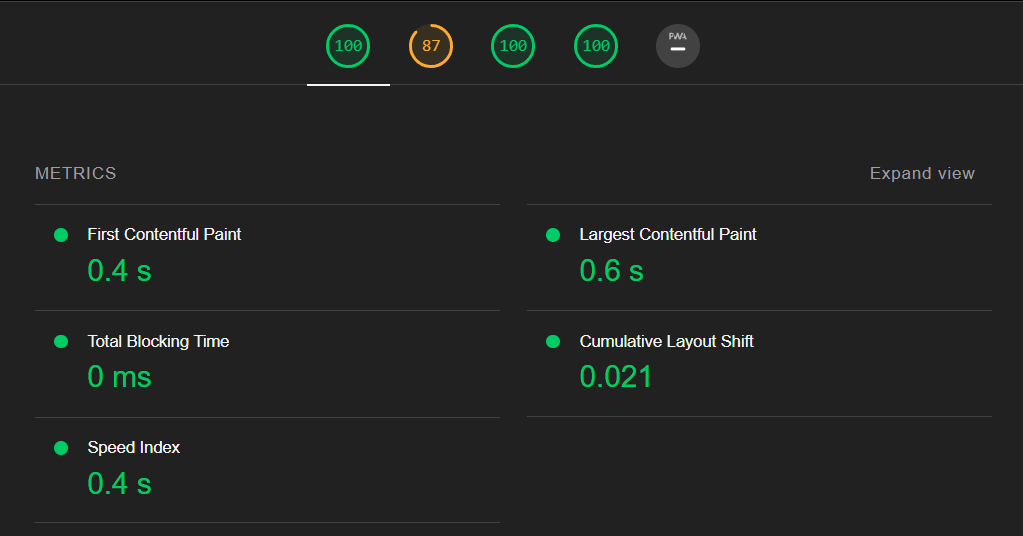 100
87
100
100
PWA
METRICS
Expand view
First Contentful Paint
0.4 s
Largest Contentful Paint
0.6 s
Total Blocking Time
0 ms
Cumulative Layout Shift
0.021
Speed Index
0.4 s